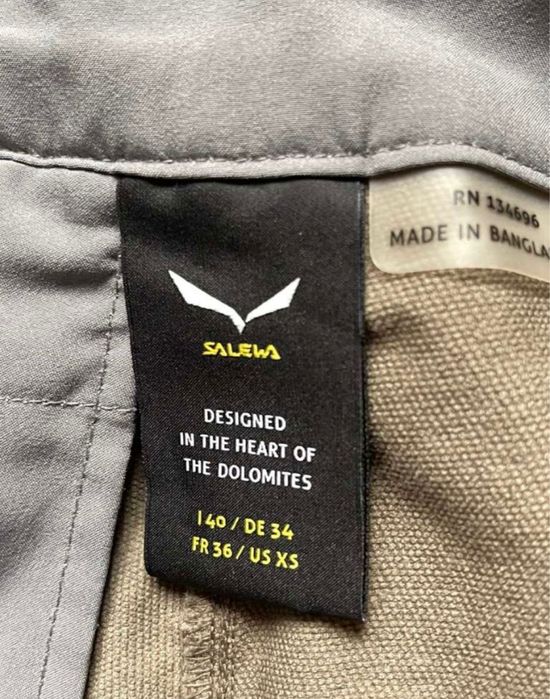 RN 134696
MADE IN
SALEWA
DESIGNED
IN THE HEART OF
THE DOLOMITES
I 40 / DE 34
FR 36 / US XS